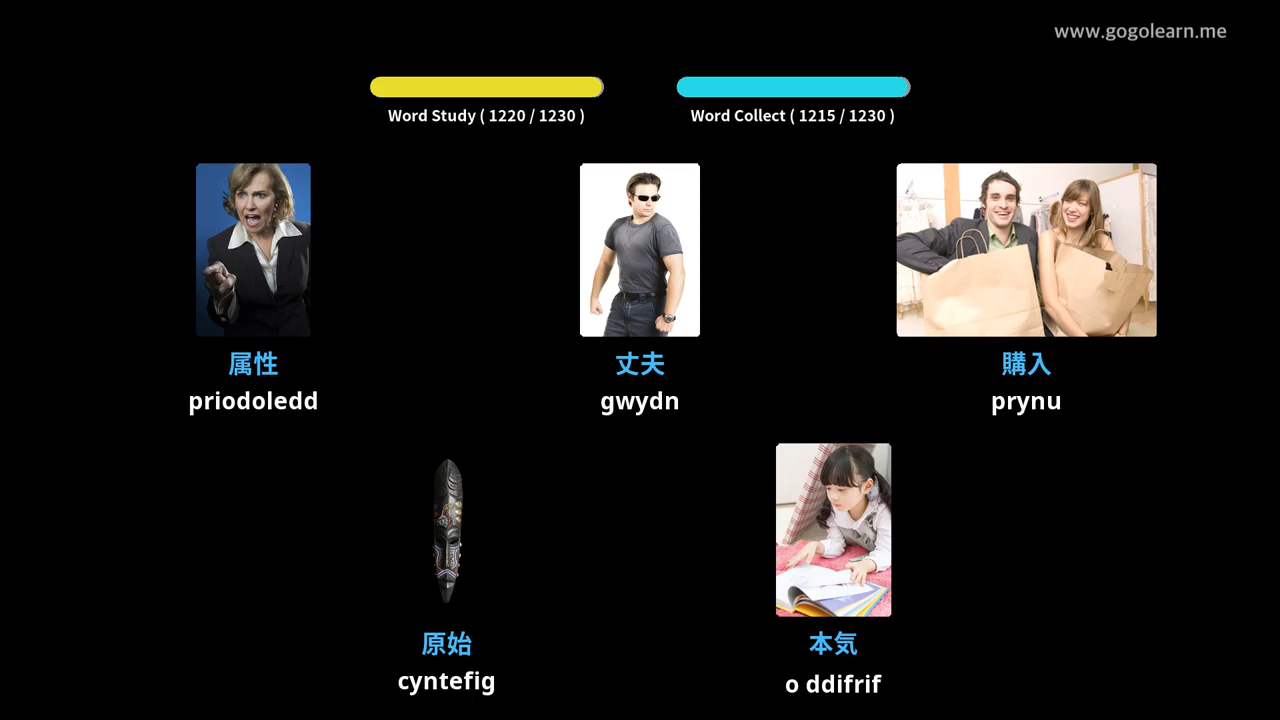 www.gogolearn.me
Word Study ( 1220 / 1230 )
Word Collect ( 1215 / 1230 )
属性
priodoledd
丈夫
gwydn
購入
prynu
原始
cyntefig
本気
o ddifrif